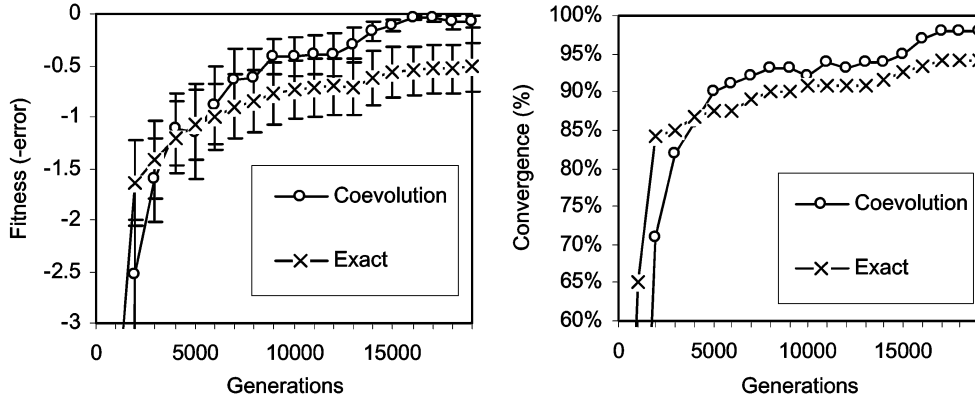 Fitness (-error)
-0
-0.5
-1
-1.5
-2
-2.5
-3
Coevolution
Exact
0 5000 10000 15000
Generations
Convergence (%)
100%
95%
90%
85%
80%
75%
70%
65%
60%
Coevolution
Exact
0 5000 10000 15000
Generations